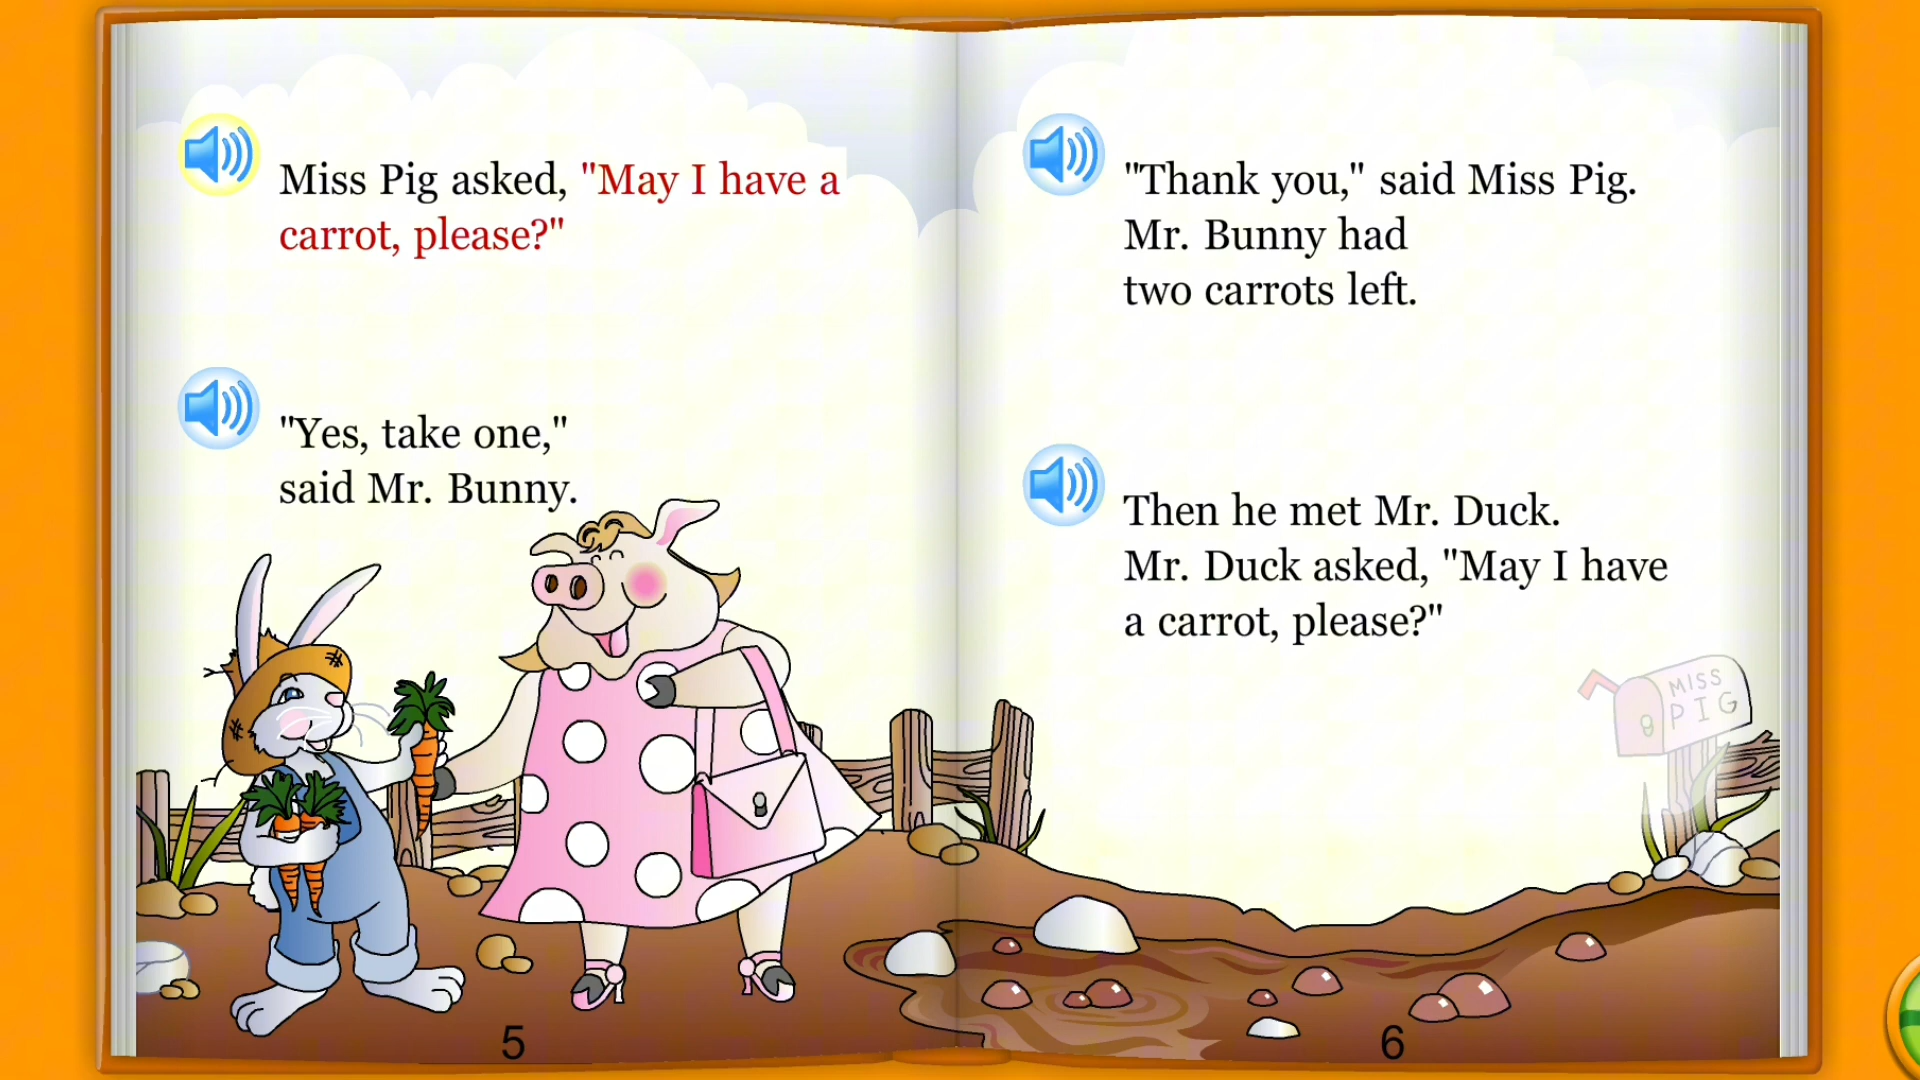 Miss Pig asked, "May I have a
carrot, please?"
"Yes, take one,"
said Mr. Bunny.
5
"Thank you," said Miss Pig.
Mr. Bunny had
two carrots left.
Then he met Mr. Duck.
Mr. Duck asked, "May I have
a carrot, please?"
MISS
PIG
9
6